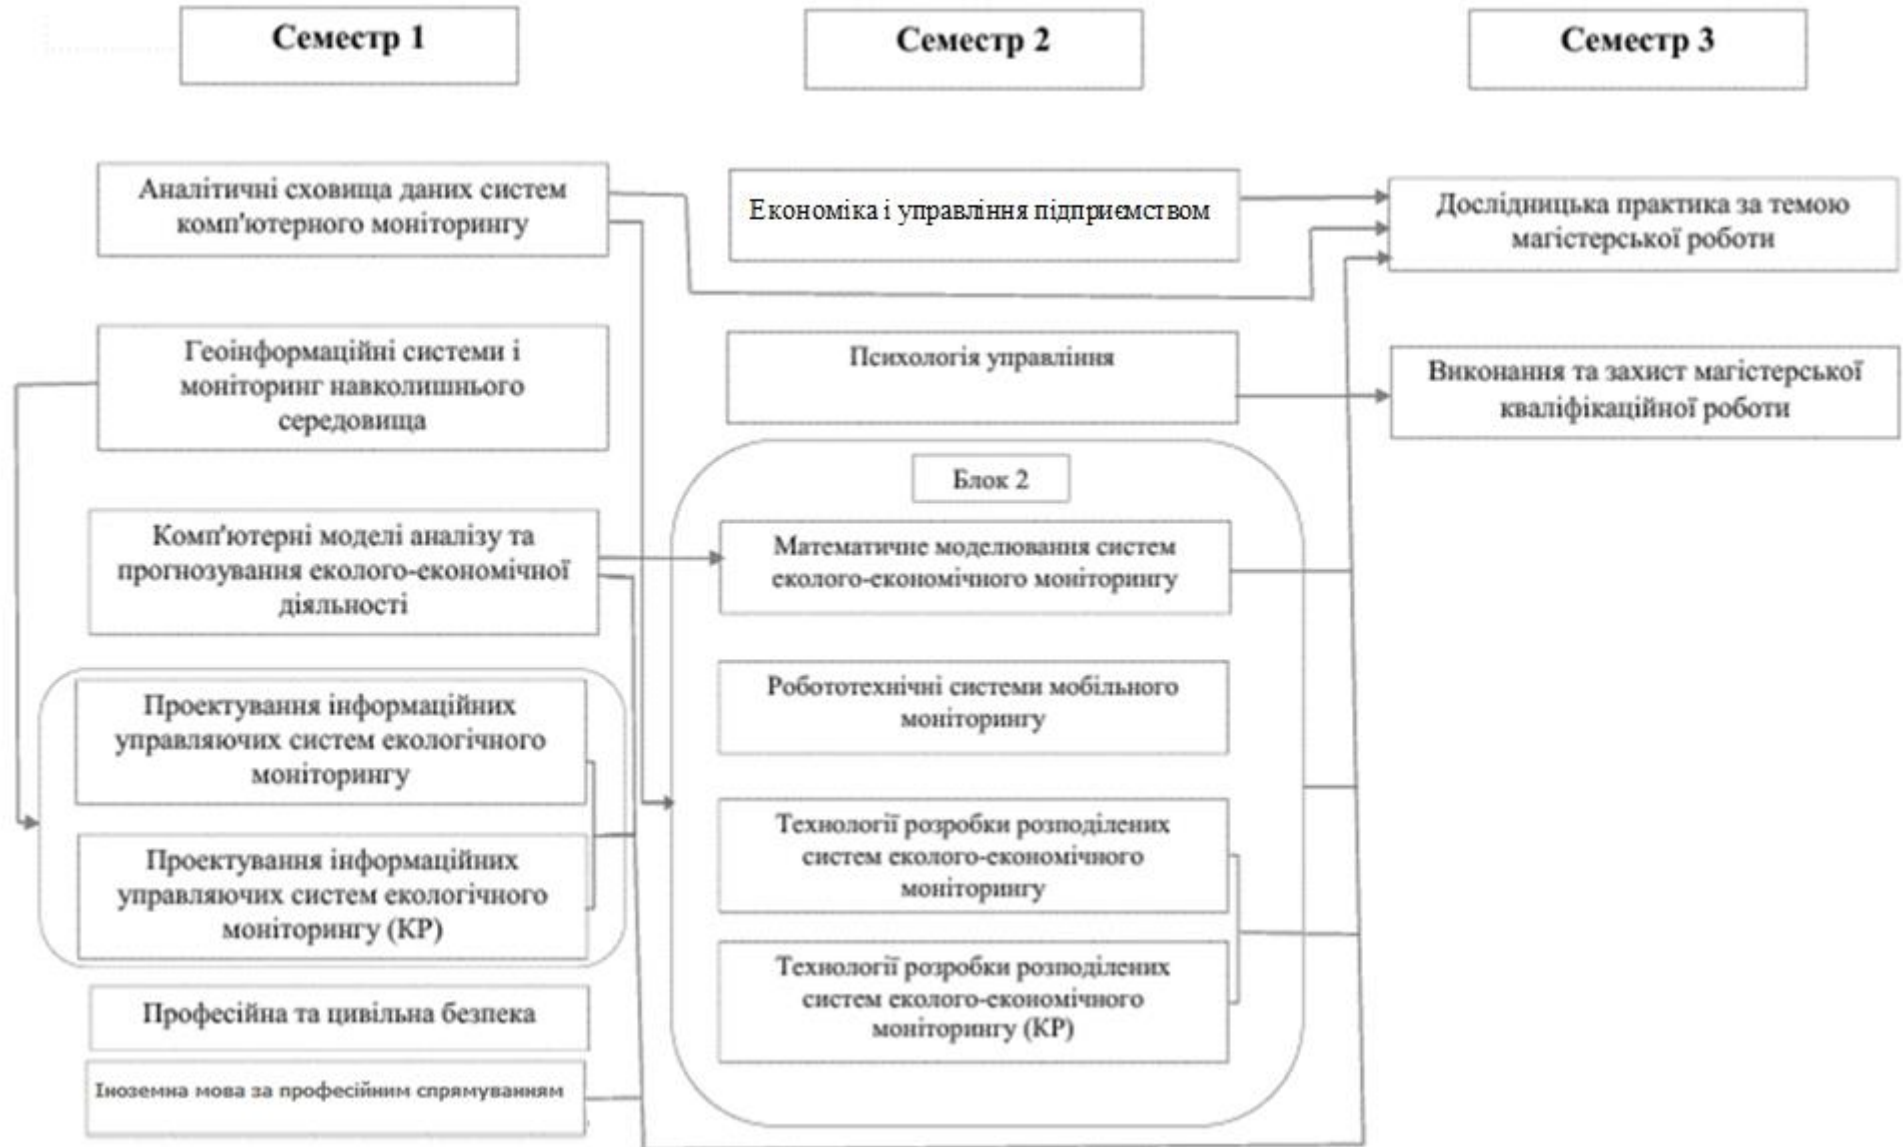 Семестр 1
Семестр 2
Семестр 3
Аналітичні сховища даних систем
комп'ютерного моніторингу
Геоінформаційні системи і
моніторинг навколишнього
середовища
Комп'ютерні моделі аналізу та
прогнозування еколого-економічної
діяльності
Проектування інформаційних
управляючих систем екологічного
моніторингу
Проектування інформаційних
управляючих систем екологічного
моніторингу (КР)
Професійна та цивільна безпека
Іноземна мова за професійним спрямуванням
Економіка і управління підприємством
Психологія управління
Блок 2
Математичне моделювання систем
еколого-економічного моніторингу
Робототехнічні системи мобільного
моніторингу
Технології розробки розподілених
систем еколого-економічного
моніторингу
Технології розробки розподілених
систем еколого-економічного
моніторингу (КР)
Дослідницька практика за темою
магістерської роботи
Виконання та захист магістерської
кваліфікаційної роботи